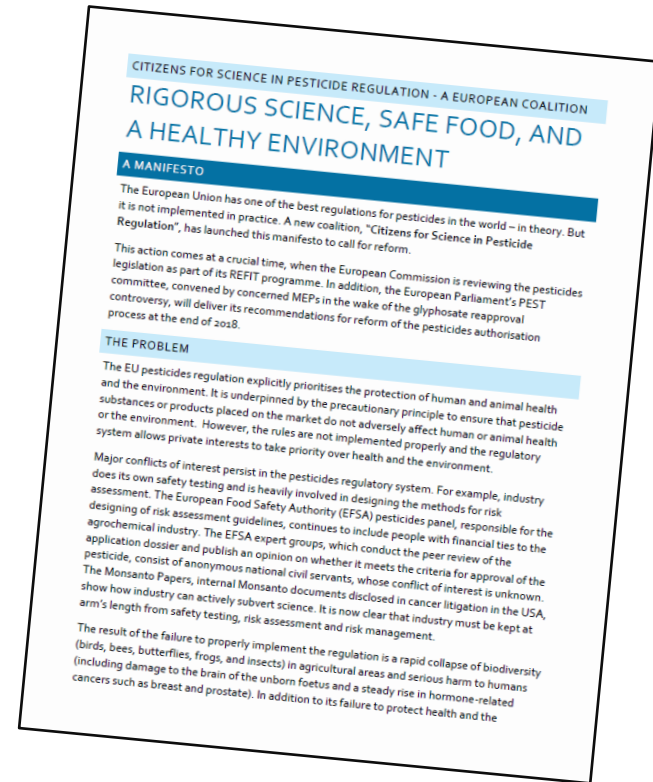 CITIZENS FOR SCIENCE IN PESTICIDE REGULATION - A EUROPEAN COALITION
RIGOROUS SCIENCE, SAFE FOOD, AND
A HEALTHY ENVIRONMENT
A MANIFESTO
The European Union has one of the best regulations for pesticides in the world – in theory. But
it is not implemented in practice. A new coalition, "Citizens for Science in Pesticide
Regulation", has launched this manifesto to call for reform.
This action comes at a crucial time, when the European Commission is reviewing the pesticides
legislation as part of its REFIT programme. In addition, the European Parliament's PEST
committee, convened by concerned MEPs in the wake of the glyphosate reapproval
controversy, will deliver its recommendations for reform of the pesticides authorisation
process at the end of 2018.
THE PROBLEM
The EU pesticides regulation explicitly prioritises the protection of human and animal health
and the environment. It is underpinned by the precautionary principle to ensure that pesticide
substances or products placed on the market do not adversely affect human or animal health
or the environment. However, the rules are not implemented properly and the regulatory
system allows private interests to take priority over health and the environment.
Major conflicts of interest persist in the pesticides regulatory system. For example, industry
does its own safety testing and is heavily involved in designing the methods for risk
assessment. The European Food Safety Authority (EFSA) pesticides panel, responsible for the
designing of risk assessment guidelines, continues to include people with financial ties to the
agrochemical industry. The EFSA expert groups, which conduct the peer review of the
application dossier and publish an opinion on whether it meets the criteria for approval of the
pesticide, consist of anonymous national civil servants, whose conflict of interest is unknown.
The Monsanto Papers, internal Monsanto documents disclosed in cancer litigation in the USA,
show how industry can actively subvert science. It is now clear that industry must be kept at
arm's length from safety testing, risk assessment and risk management.
The result of the failure to properly implement the regulation is a rapid collapse of biodiversity
(birds, bees, butterflies, frogs, and insects) in agricultural areas and serious harm to humans
(including damage to the brain of the unborn foetus and a steady rise in hormone-related
cancers such as breast and prostate). In addition to its failure to protect health and the